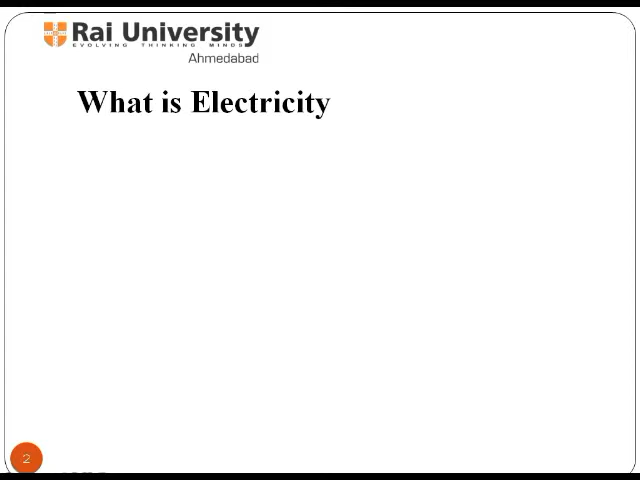 Rai University
EVOLVING THINKING MINDS
Ahmedabad
What is Electricity
2